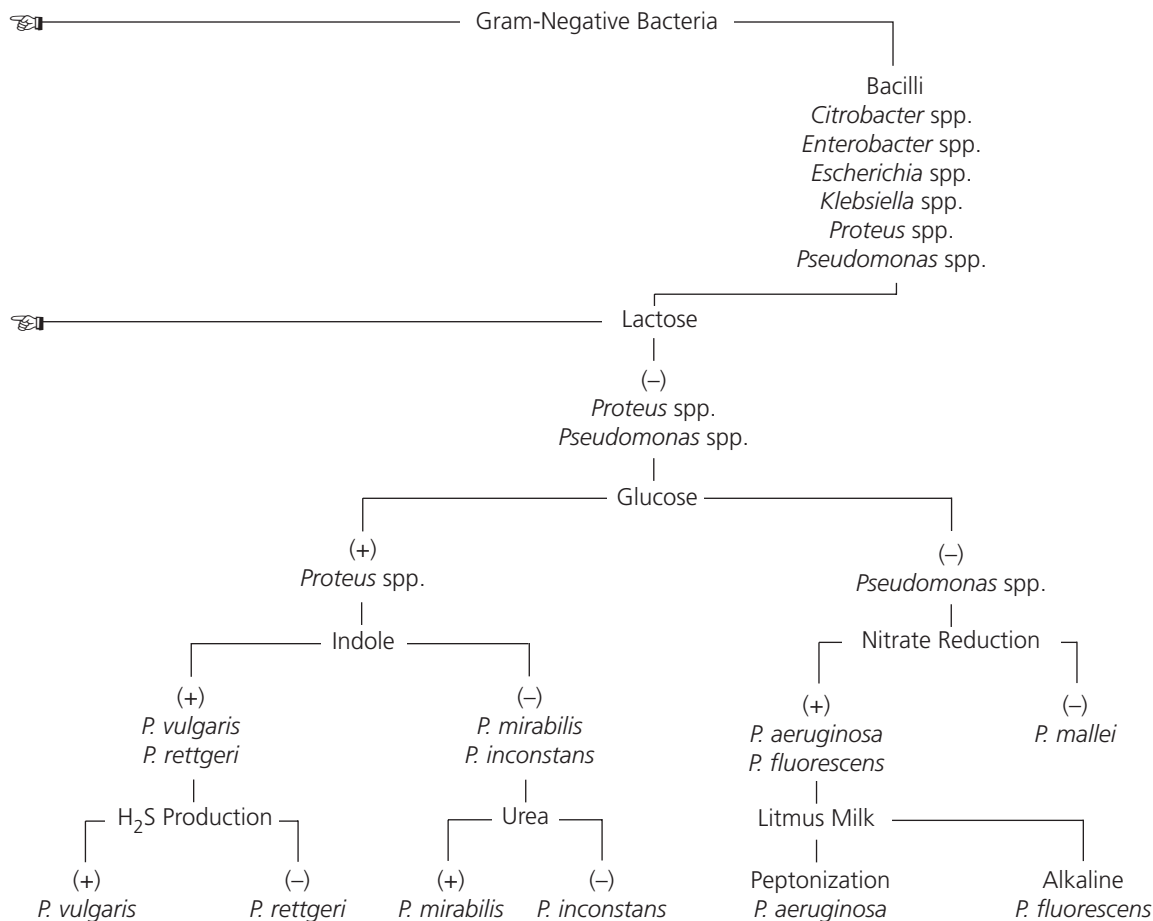 Gram-Negative Bacteria
Bacilli
Citrobacter spp.
Enterobacter spp.
Escherichia spp.
Klebsiella spp.
Proteus spp.
Pseudomonas spp.
Lactose
(–)
Proteus spp.
Pseudomonas spp.
Glucose
(+)
Proteus spp.
(–)
Pseudomonas spp.
Indole
Nitrate Reduction
(+)
P. vulgaris
P. rettgeri
(–)
P. mirabilis
P. inconstans
(+)
P. aeruginosa
P. fluorescens
(–)
P. mallei
H2S Production
Urea
Litmus Milk
(+)
P. vulgaris
(–)
P. rettgeri
(+)
P. mirabilis
(–)
P. inconstans
Peptonization
P. aeruginosa
Alkaline
P. fluorescens